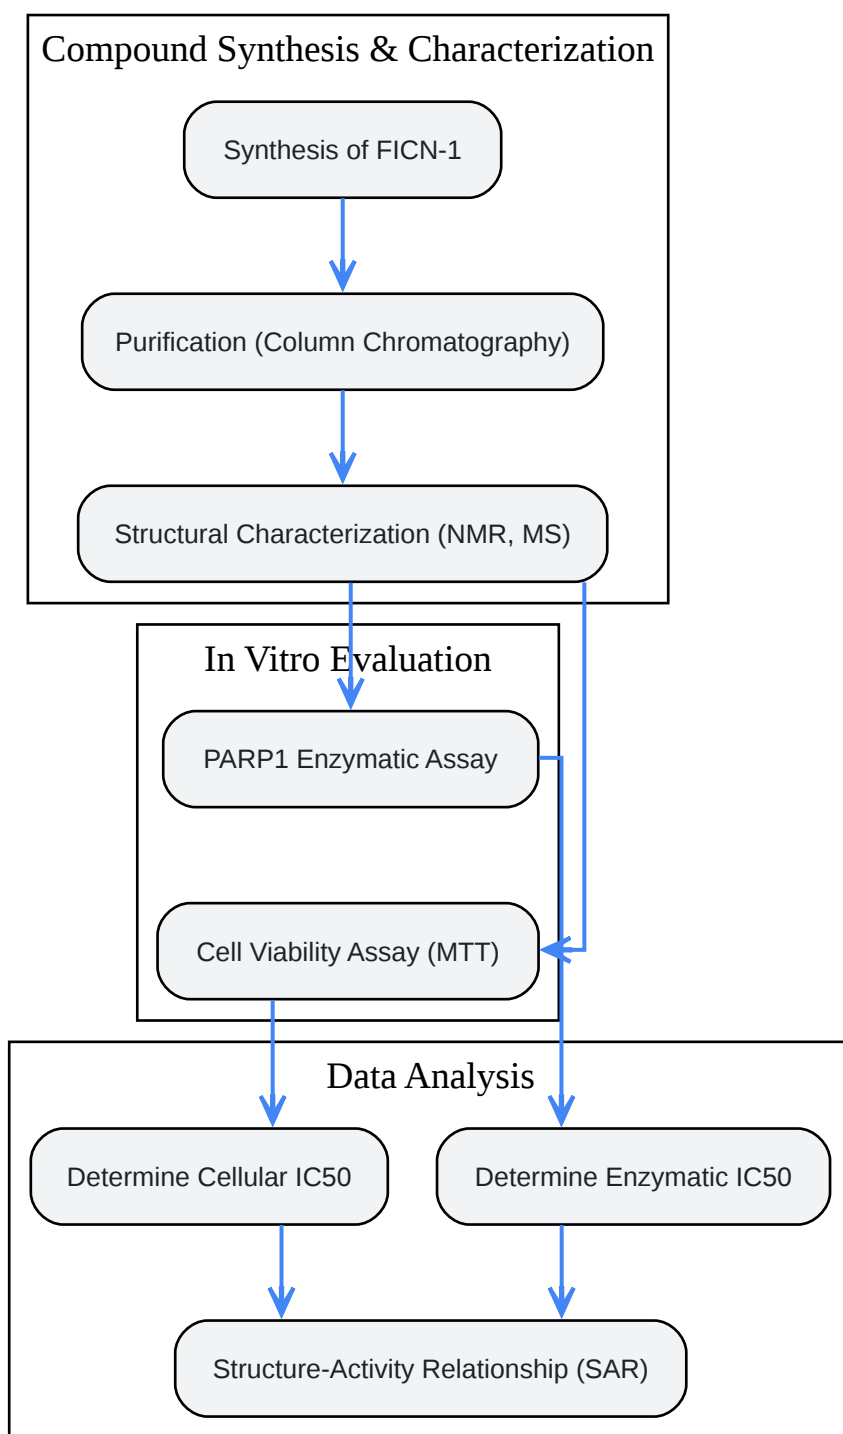 Compound Synthesis & Characterization
Synthesis of FICN-1
Purification (Column Chromatography)
Structural Characterization (NMR, MS)
In Vitro Evaluation
PARP1 Enzymatic Assay
Cell Viability Assay (MTT)
Data Analysis
Determine Cellular IC50
Determine Enzymatic IC50
Structure-Activity Relationship (SAR)